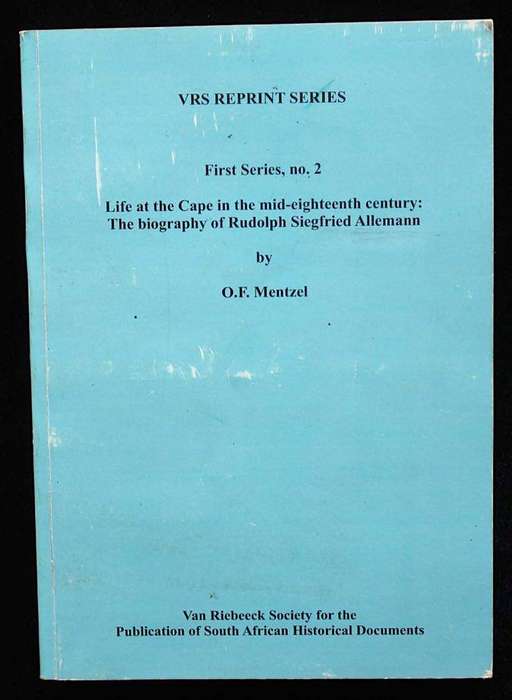 VRS REPRINT SERIES
First Series, no. 2
Life at the Cape in the mid-eighteenth century:
The biography of Rudolph Siegfried Allemann
by
O.F. Mentzel
Van Riebeeck Society for the
Publication of South African Historical Documents